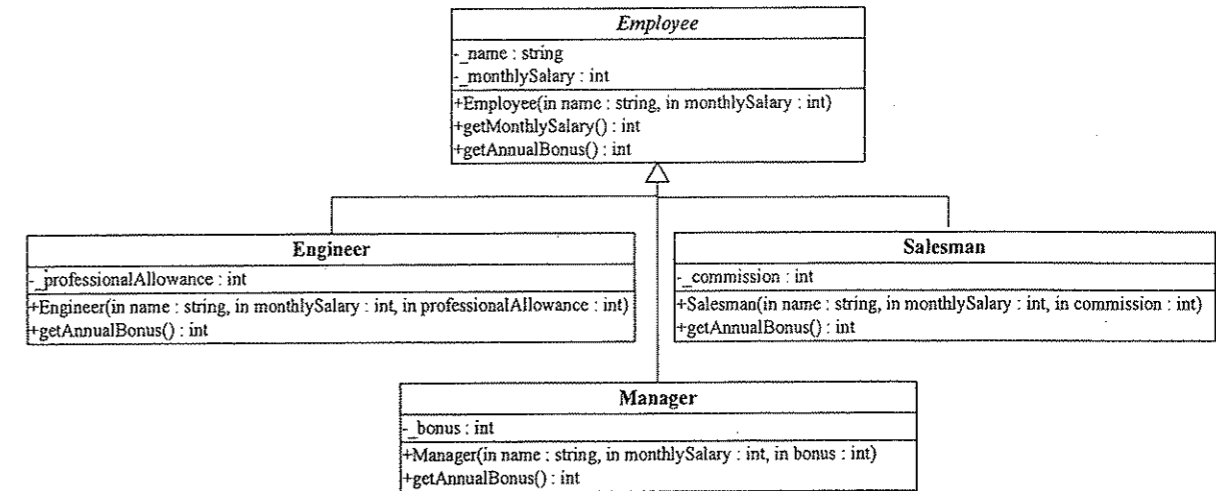 Employee
-_name : string
-_monthlySalary : int
+Employee(in name : string, in monthlySalary : int)
+getMonthlySalary() : int
+getAnnualBonus() : int
Engineer
-_professionalAllowance : int
+Engineer(in name : string, in monthlySalary : int, in professionalAllowance : int)
+getAnnualBonus() : int
Salesman
-_commission : int
+Salesman(in name : string, in monthlySalary : int, in commission : int)
+getAnnualBonus() : int
Manager
-_bonus : int
+Manager(in name : string, in monthlySalary : int, in bonus : int)
+getAnnualBonus() : int